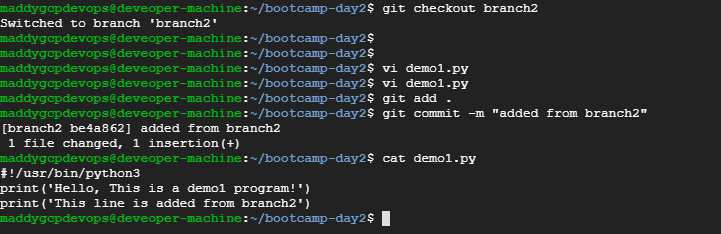 maddygcpdevops@deveoper-machine:~/bootcamp-day2$ git checkout branch2
Switched to branch 'branch2'
maddygcpdevops@deveoper-machine:~/bootcamp-day2$
maddygcpdevops@deveoper-machine:~/bootcamp-day2$
maddygcpdevops@deveoper-machine:~/bootcamp-day2$ vi demo1.py
maddygcpdevops@deveoper-machine:~/bootcamp-day2$ vi demo1.py
maddygcpdevops@deveoper-machine:~/bootcamp-day2$ git add .
maddygcpdevops@deveoper-machine:~/bootcamp-day2$ git commit -m "added from branch2"
[branch2 be4a862] added from branch2
 1 file changed, 1 insertion(+)
maddygcpdevops@deveoper-machine:~/bootcamp-day2$ cat demo1.py
#!/usr/bin/python3
print('Hello, This is a demo1 program!')
print('This line is added from branch2')
maddygcpdevops@deveoper-machine:~/bootcamp-day2$